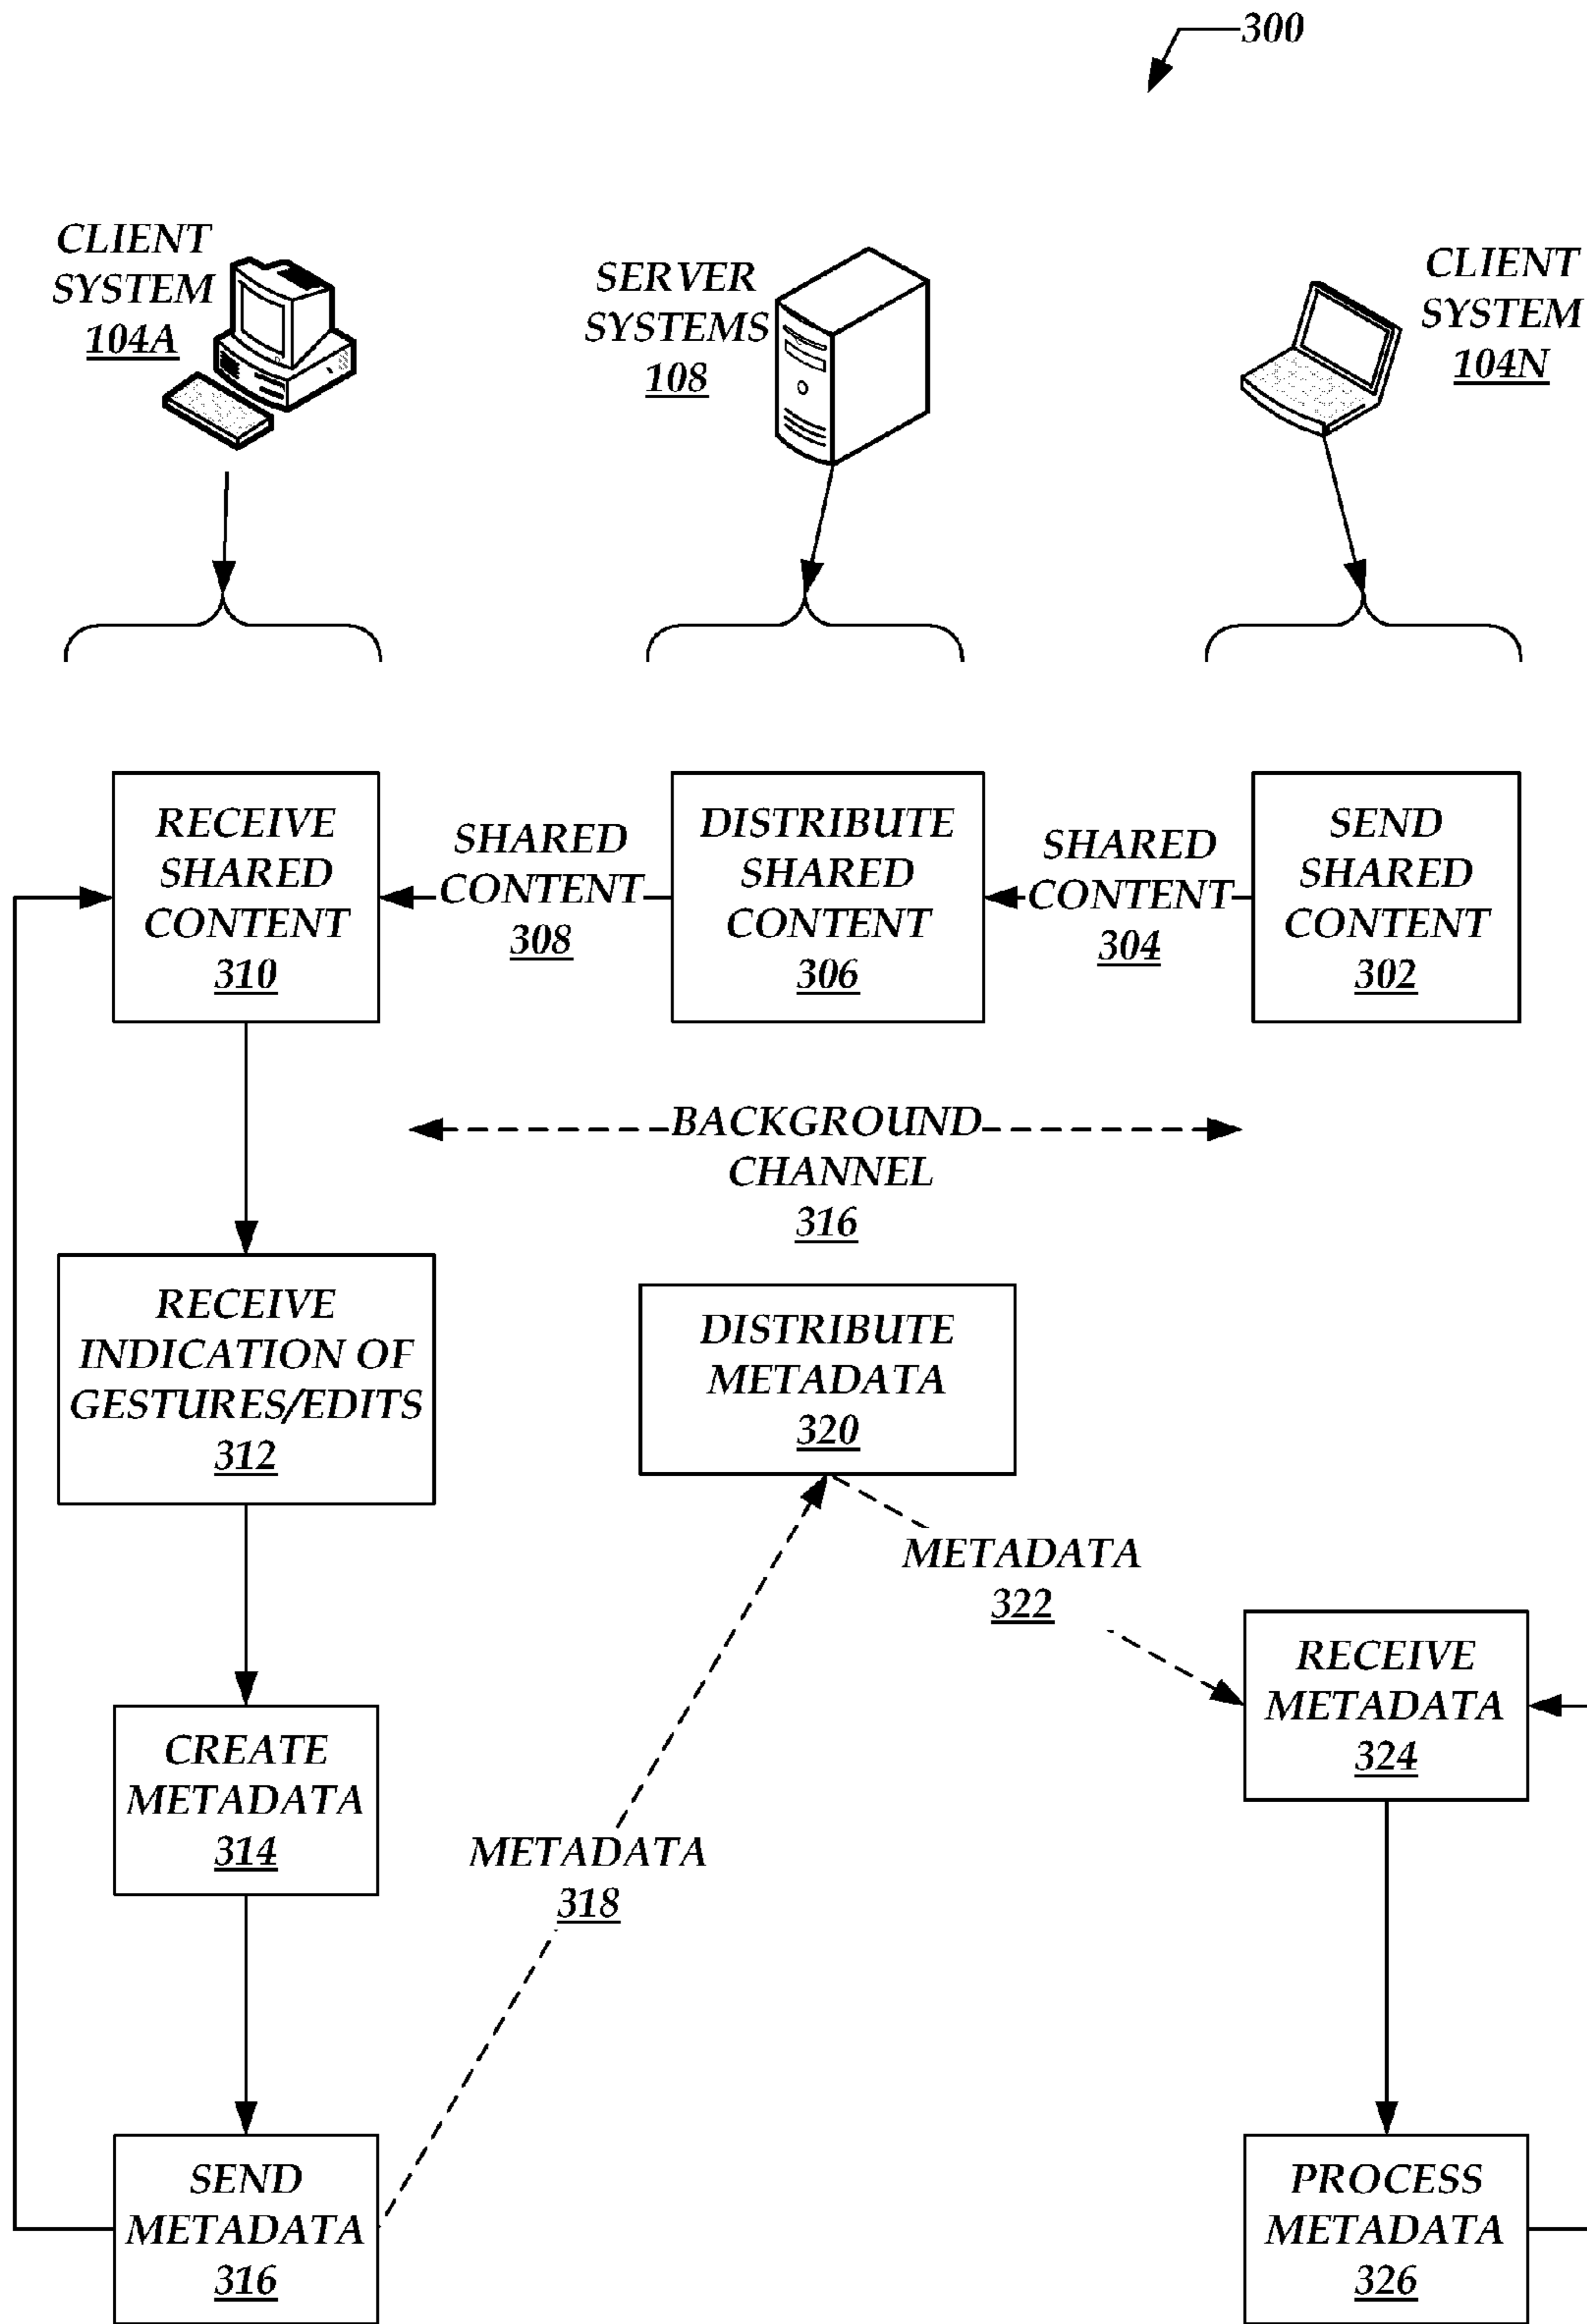 300
CLIENT
SYSTEM
104A
SERVER
SYSTEMS
108
CLIENT
SYSTEM
104N
RECEIVE
SHARED
CONTENT
310
SHARED
CONTENT
308
DISTRIBUTE
SHARED
CONTENT
306
SHARED
CONTENT
304
SEND
SHARED
CONTENT
302
BACKGROUND
CHANNEL
316
RECEIVE
INDICATION OF
GESTURES/EDITS
312
DISTRIBUTE
METADATA
320
METADATA
322
RECEIVE
METADATA
324
CREATE
METADATA
314
METADATA
318
SEND
METADATA
316
PROCESS
METADATA
326